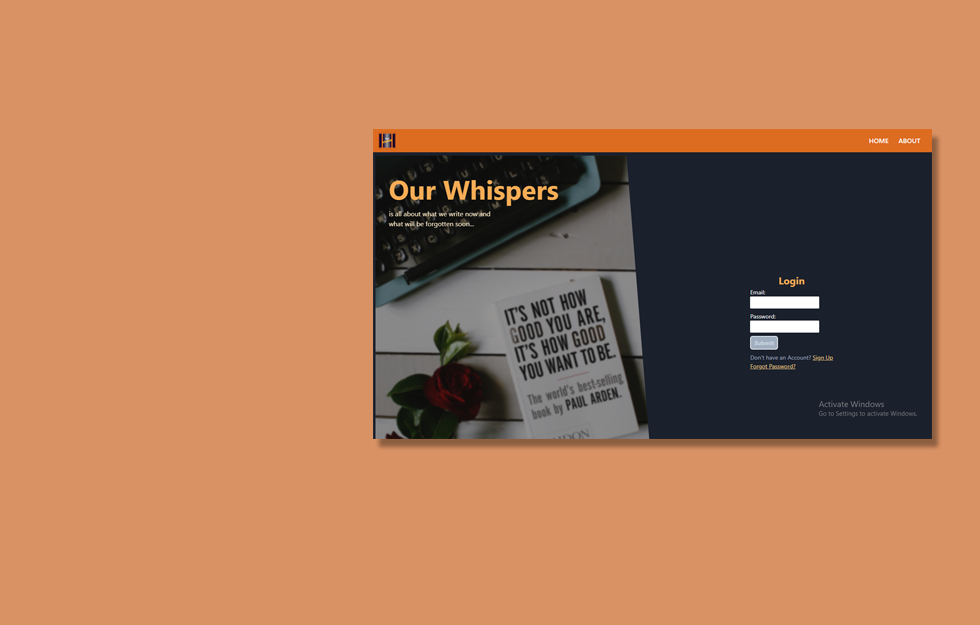 HOME ABOUT
Our Whispers
is all about what we write now and
what will be forgotten soon...
IT'S NOT HOW
GOOD YOU ARE,
IT'S HOW GOOD
YOU WANT TO BE.
The world's best-selling
book by PAUL ARDEN.
Login
Email:
Password:
Submit
Don't have an Account? Sign Up
Forgot Password?
Activate Windows
Go to Settings to activate Windows.